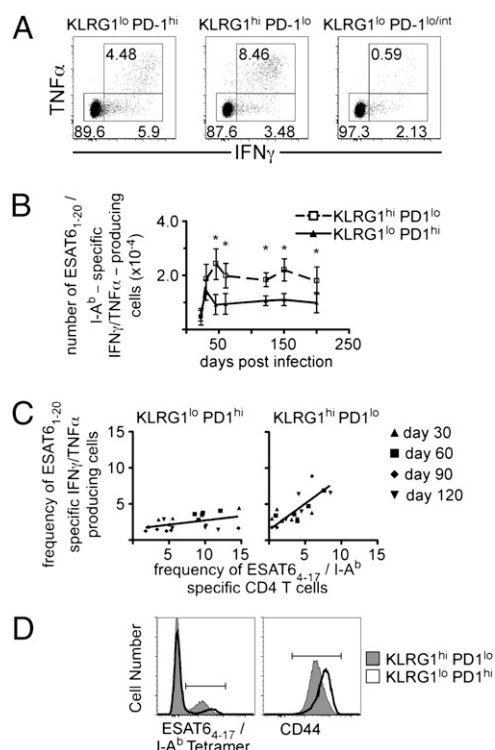 A
KLRG1lo PD-1hi KLRG1hi PD-1lo KLRG1lo PD-1lo/int
TNFα
4.48 8.46 0.59
89.6 5.9 87.6 3.48 97.3 2.13
IFNγ
B
number of ESAT61-20 /
I-Ab – specific
IFNγ/TNFα – producing
cells (x10-4)
4.0
2.0
* * * * *
KLRG1hi PD1lo
KLRG1lo PD1hi
50 150 250
days post infection
C
KLRG1lo PD1hi KLRG1hi PD1lo
frequency of ESAT61-20
specific IFNγ/TNFα
producing cells
15
10
5
5 10 15 5 10 15
day 30
day 60
day 90
day 120
frequency of ESAT64-17 / I-Ab
specific CD4 T cells
D
Cell Number
KLRG1hi PD1lo
KLRG1lo PD1hi
ESAT64-17 /
I-Ab Tetramer
CD44